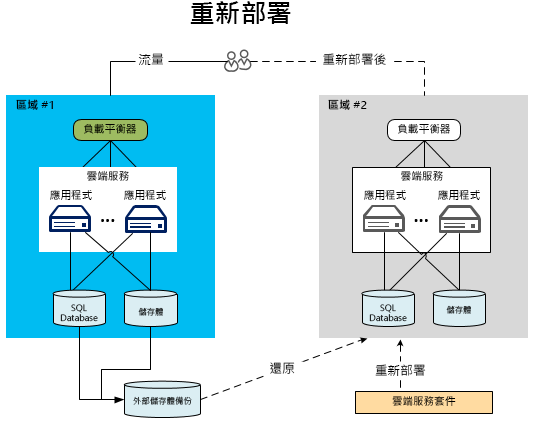 重新部署
流量
重新部署後
區域 #1
區域 #2
負載平衡器
負載平衡器
雲端服務
雲端服務
應用程式
應用程式
應用程式
應用程式
...
...
SQL
Database
儲存體
SQL
Database
儲存體
還原
重新部署
外部儲存體備份
雲端服務套件